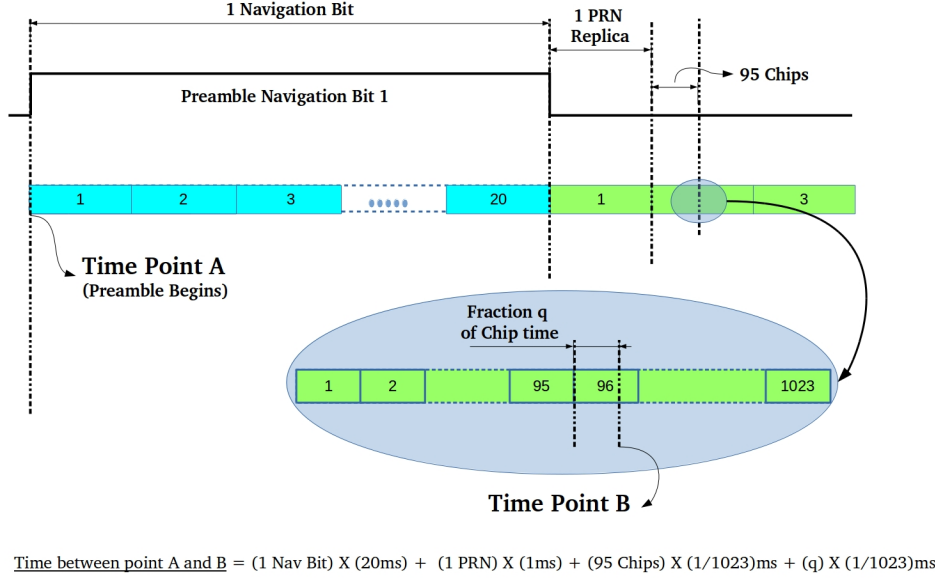 1 Navigation Bit
1 PRN
Replica
95 Chips
Preamble Navigation Bit 1
1 2 3 20 1 3
Time Point A
(Preamble Begins)
Fraction q
of Chip time
1 2 95 96 1023
Time Point B
Time between point A and B = (1 Nav Bit) X (20ms) + (1 PRN) X (1ms) + (95 Chips) X (1/1023)ms + (q) X (1/1023)ms